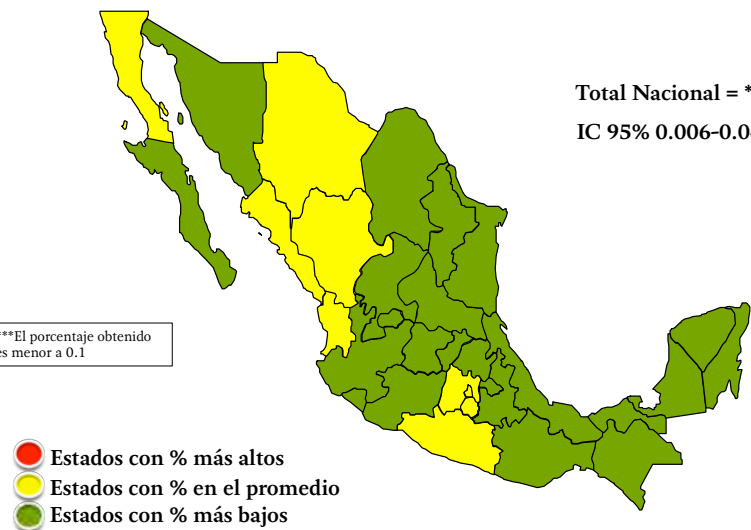 Total Nacional = *
IC 95% 0.006-0.0
***El porcentaje obtenido
es menor a 0.1
Estados con % más altos
Estados con % en el promedio
Estados con % más bajos